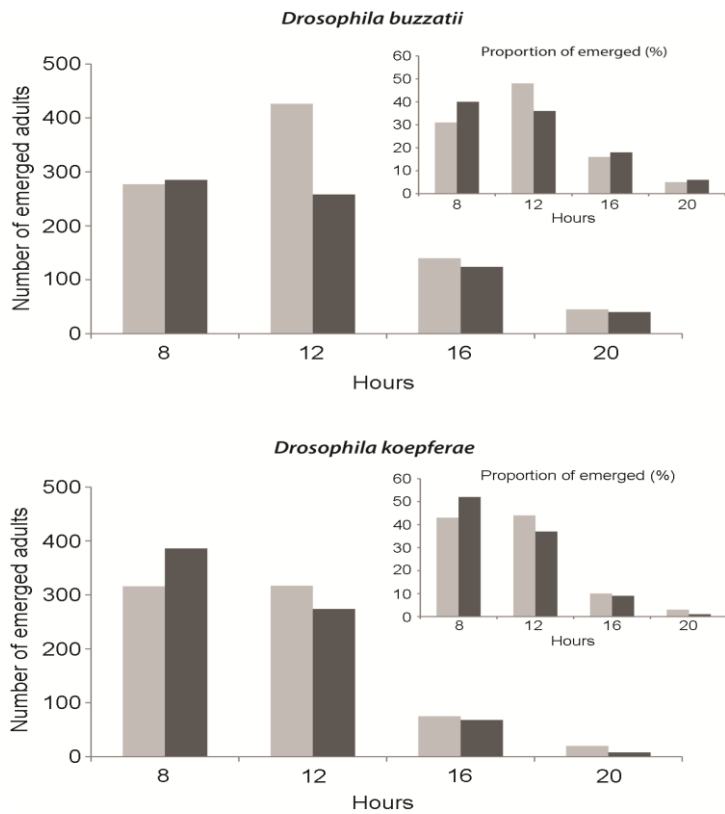 Drosophila buzzatii
Number of emerged adults
500
400
300
200
100
0
8 12 16 20
Hours
Proportion of emerged (%)
60
50
40
30
20
10
0
8 12 16 20
Hours
Drosophila koepferae
Number of emerged adults
500
400
300
200
100
0
8 12 16 20
Hours
Proportion of emerged (%)
60
50
40
30
20
10
0
8 12 16 20
Hours